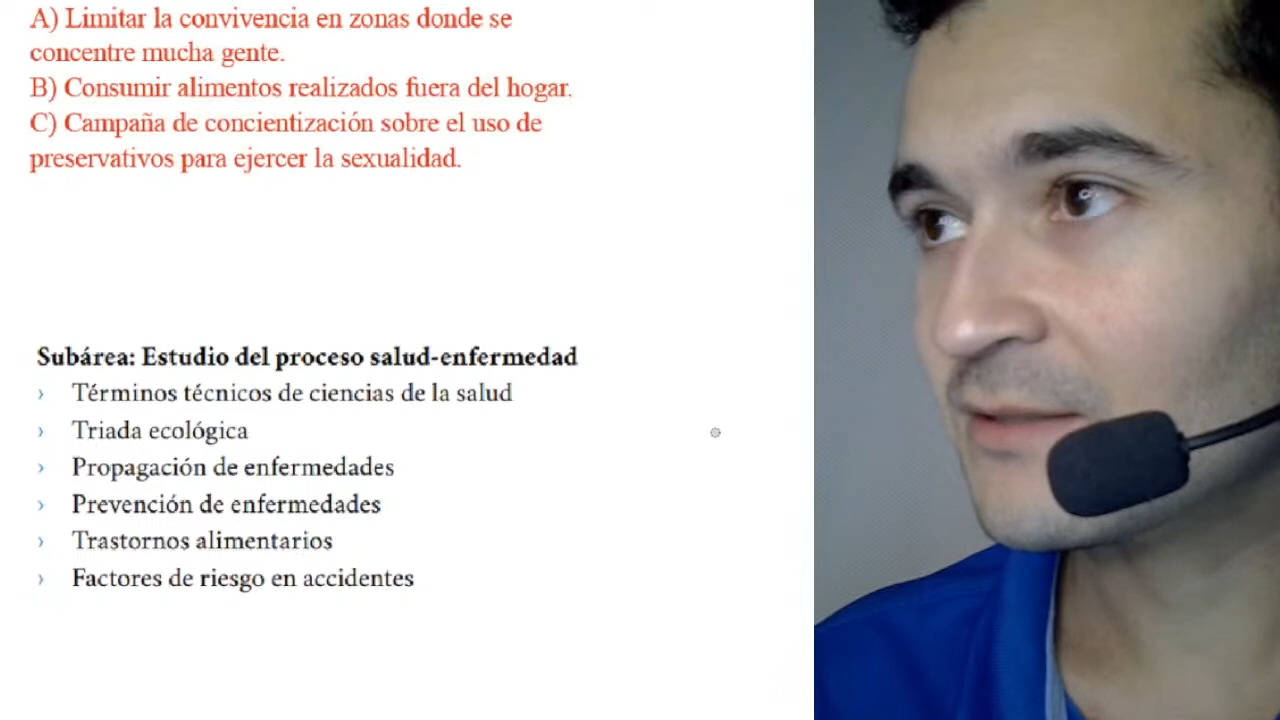 A) Limitar la convivencia en zonas donde se
concentre mucha gente.
B) Consumir alimentos realizados fuera del hogar.
C) Campaña de concientización sobre el uso de
preservativos para ejercer la sexualidad.
Subárea: Estudio del proceso salud-enfermedad
› Términos técnicos de ciencias de la salud
› Triada ecológica
› Propagación de enfermedades
› Prevención de enfermedades
› Trastornos alimentarios
› Factores de riesgo en accidentes